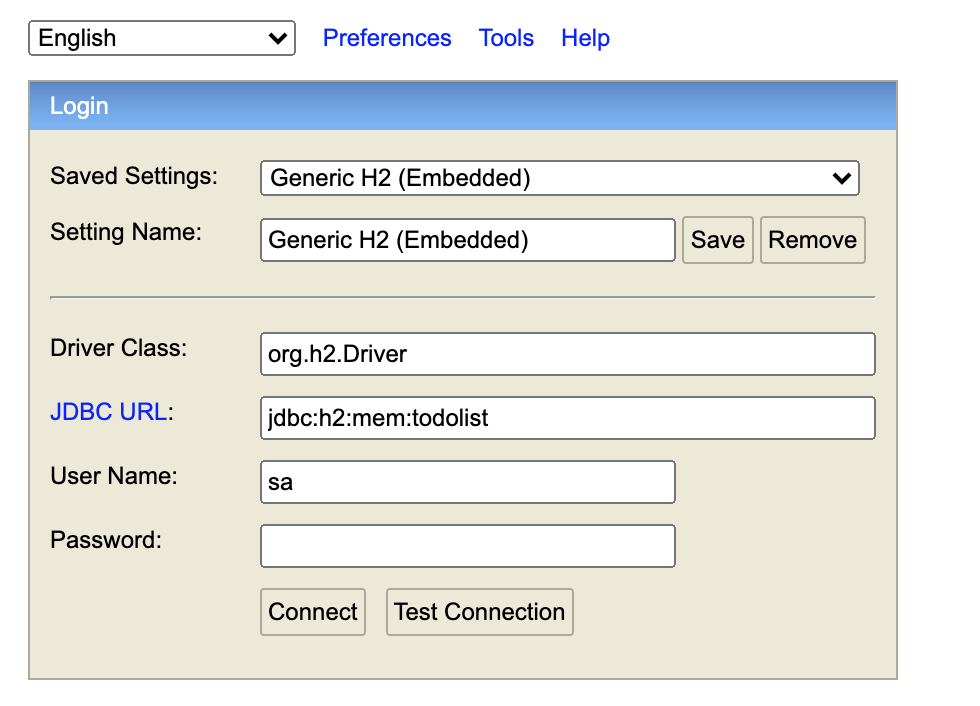 English Preferences Tools Help
Login
Saved Settings: Generic H2 (Embedded)
Setting Name: Generic H2 (Embedded) Save Remove
Driver Class: org.h2.Driver
JDBC URL: jdbc:h2:mem:todolist
User Name: sa
Password:
Connect Test Connection